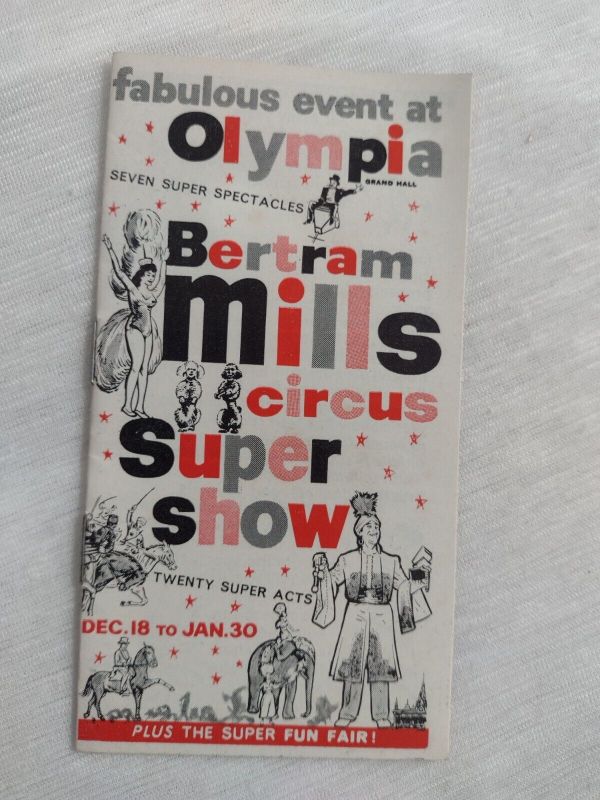 fabulous event at
Olympia
GRAND HALL
SEVEN SUPER SPECTACLES
Bertram
mills
circus
Super
show
TWENTY SUPER ACTS
DEC.18 TO JAN.30
PLUS THE SUPER FUN FAIR!